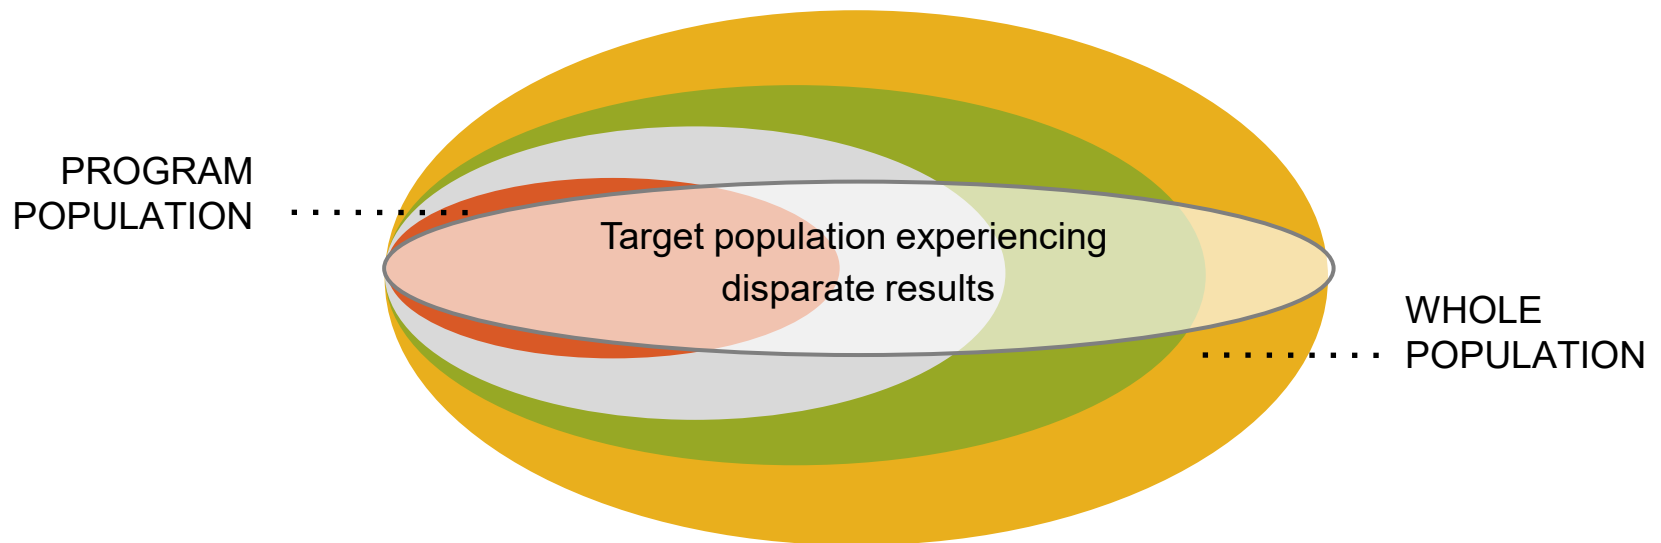 PROGRAM
POPULATION
Target population experiencing
disparate results
WHOLE
POPULATION